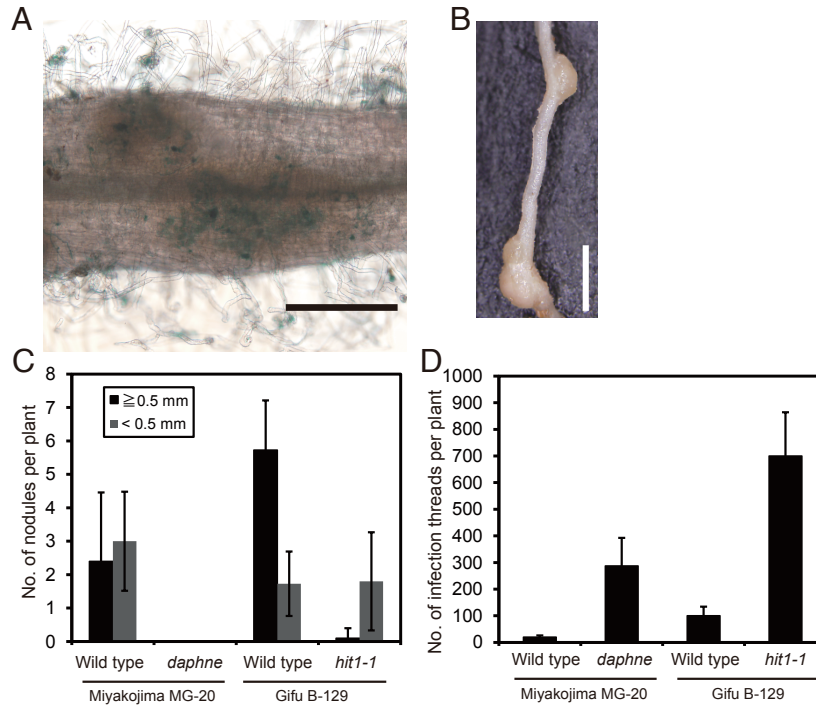 A
B
C
No. of nodules per plant
8
7
6
5
4
3
2
1
0
≧0.5 mm
< 0.5 mm
Wild type daphne Wild type hit1-1
Miyakojima MG-20 Gifu B-129
D
No. of infection threads per plant
1000
900
800
700
600
500
400
300
200
100
0
Wild type daphne Wild type hit1-1
Miyakojima MG-20 Gifu B-129